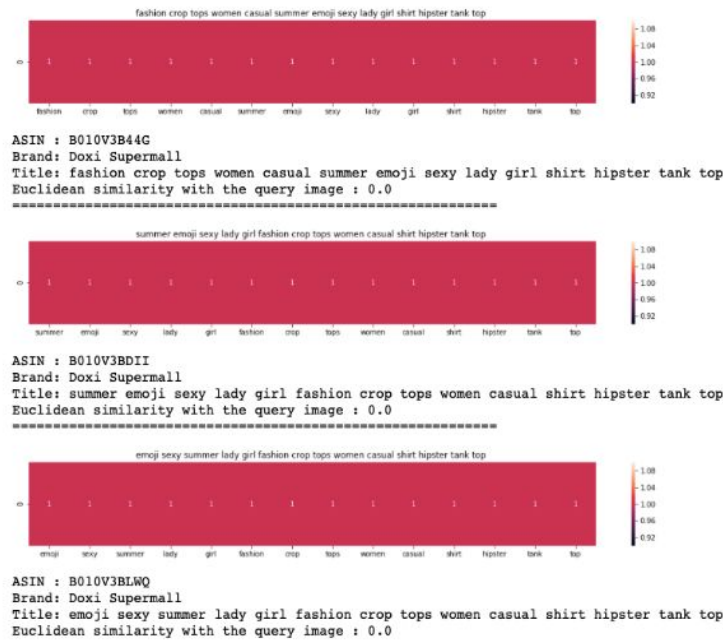 fashion crop tops women casual summer emoji sexy lady girl shirt hipster tank top
1.08
1.04
1.00
0.96
0.92
0
1 1 1 1 1 1 1 1 1 1 1 1 1 1
fashion crop tops women casual summer emoji sexy lady girl shirt hipster tank top
ASIN : B010V3B44G
Brand: Doxi Supermall
Title: fashion crop tops women casual summer emoji sexy lady girl shirt hipster tank top
Euclidean similarity with the query image : 0.0
============================================================
summer emoji sexy lady girl fashion crop tops women casual shirt hipster tank top
1.08
1.04
1.00
0.96
0.92
0
1 1 1 1 1 1 1 1 1 1 1 1 1 1
summer emoji sexy lady girl fashion crop tops women casual shirt hipster tank top
ASIN : B010V3BDII
Brand: Doxi Supermall
Title: summer emoji sexy lady girl fashion crop tops women casual shirt hipster tank top
Euclidean similarity with the query image : 0.0
============================================================
emoji sexy summer lady girl fashion crop tops women casual shirt hipster tank top
1.08
1.04
1.00
0.96
0.92
0
1 1 1 1 1 1 1 1 1 1 1 1 1 1
emoji sexy summer lady girl fashion crop tops women casual shirt hipster tank top
ASIN : B010V3BLWQ
Brand: Doxi Supermall
Title: emoji sexy summer lady girl fashion crop tops women casual shirt hipster tank top
Euclidean similarity with the query image : 0.0